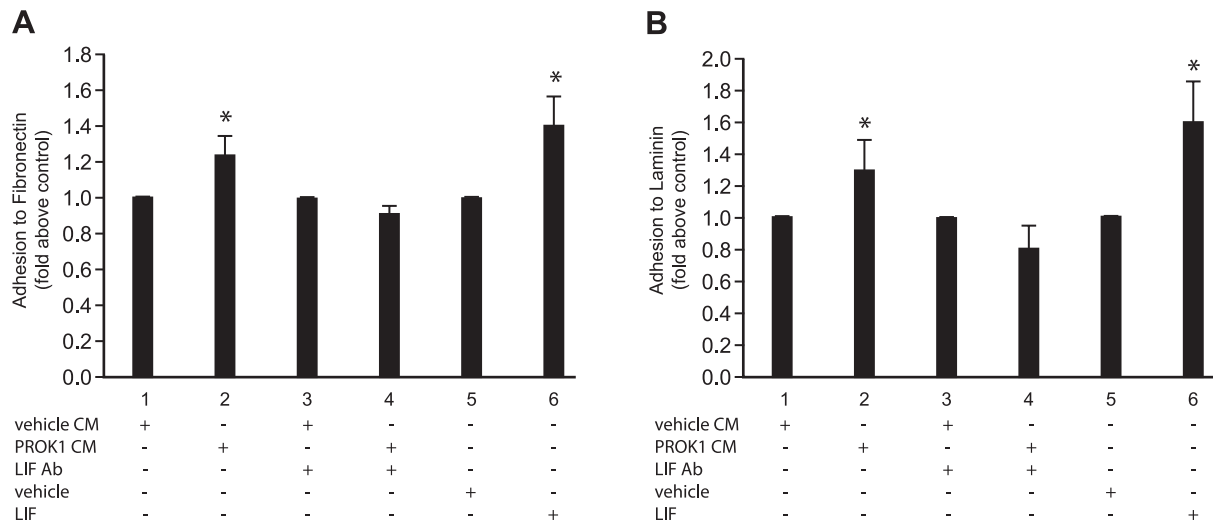 A
Adhesion to Fibronectin
(fold above control)
1.8
1.6
1.4
1.2
1.0
0.8
0.6
0.4
0.2
0.0
*
*
1 2 3 4 5 6
vehicle CM + - + - - -
PROK1 CM - + - + - -
LIF Ab - - + + - -
vehicle - - - - + -
LIF - - - - - +
B
Adhesion to Laminin
(fold above control)
2.0
1.8
1.6
1.4
1.2
1.0
0.8
0.6
0.4
0.2
0.0
*
*
1 2 3 4 5 6
vehicle CM + - + - - -
PROK1 CM - + - + - -
LIF Ab - - + + - -
vehicle - - - - + -
LIF - - - - - +